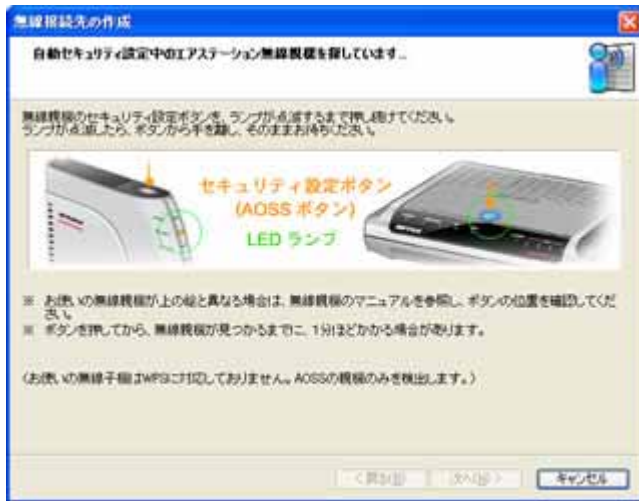 無線接続先の作成
自動セキュリティ設定中のエアステーション無線親機を探しています...
無線親機のセキュリティ設定ボタンを、ランプが点滅するまで押し続けてください。
ランプが点滅したら、ボタンから手を離し、そのままお待ちください。
セキュリティ設定ボタン
(AOSS ボタン)
LED ランプ
※ お使いの無線親機が上の絵と異なる場合は、無線親機のマニュアルを参照し、ボタンの位置を確認してくだ
さい。
※ ボタンを押してから、無線親機が見つかるまでに、1分ほどかかる場合があります。
(お使いの無線子機はWPSに対応しておりません。AOSSの親機のみを検出します。)
< 戻る(B)
次へ(N) >
キャンセル